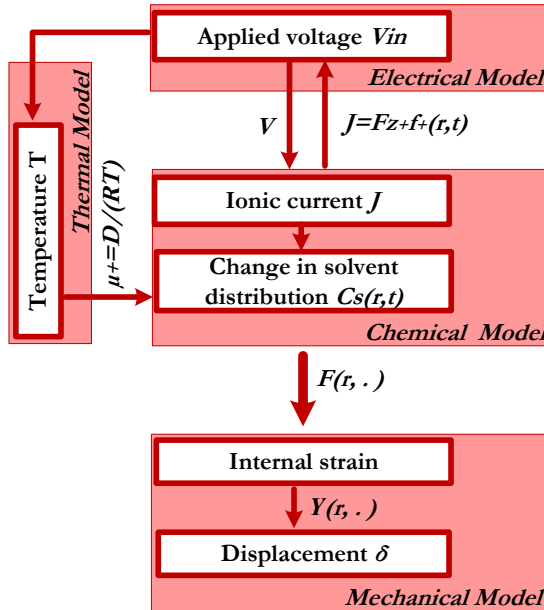 Applied voltage Vin
Electrical Model
Thermal Model
Temperature T
V
J=Fz+f+(r,t)
μ+=D/(RT)
Ionic current J
Change in solvent
distribution Cs(r,t)
Chemical Model
F(r, . )
Internal strain
Y(r, . )
Displacement δ
Mechanical Model